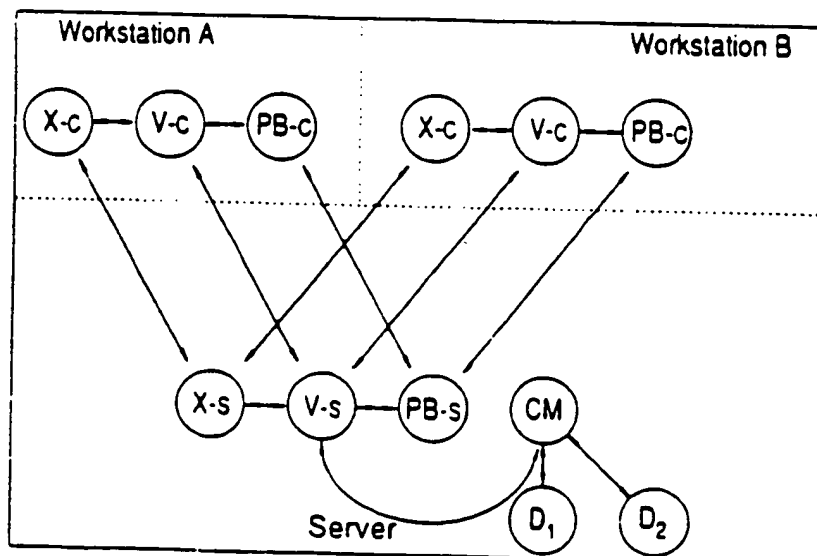 Workstation A
Workstation B
X-c V-c PB-c X-c V-c PB-c
X-s V-s PB-s CM
Server D1 D2